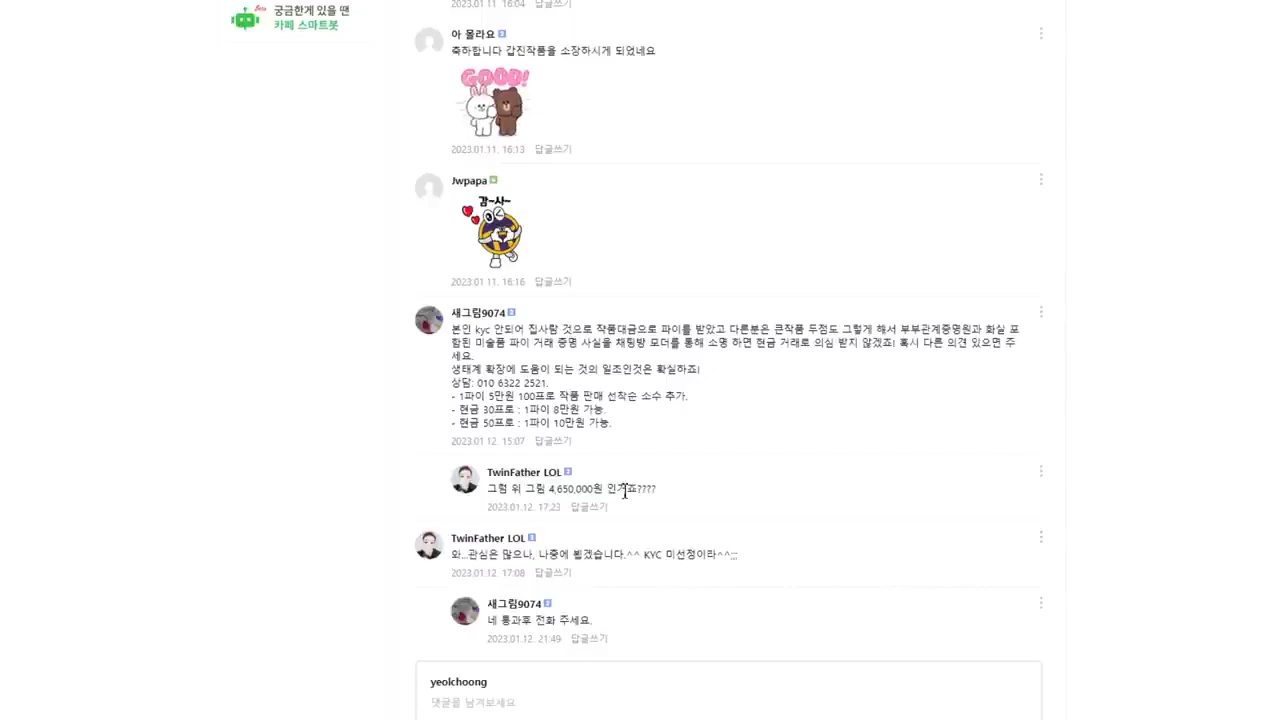 Beta 궁금한게 있을 땐
카페 스마트봇
2023.01.11. 16:04 답글쓰기
아 몰라요
축하합니다 값진작품을 소장하시게 되었네요
GOOD!
2023.01.11. 16:13 답글쓰기
Jwpapa
감~사~
2023.01.11. 16:16 답글쓰기
새그림9074
본인 kyc 안되어 집사람 것으로 작품대금으로 파이를 받았고 다른분은 큰작품 두점도 그렇게 해서 부부관계증명원과 화실 포
함된 미술품 파이 거래 증명 사실을 채팅방 모더를 통해 소명 하면 현금 거래로 의심 받지 않겠죠! 혹시 다른 의견 있으면 주
세요.
생태계 확장에 도움이 되는 것의 일조인것은 확실하죠!
상담: 010 6322 2521.
- 1파이 5만원 100프로 작품 판매 선착순 소수 추가.
- 현금 30프로 : 1파이 8만원 가능.
- 현금 50프로 : 1파이 10만원 가능.
2023.01.12. 15:07 답글쓰기
TwinFather LOL
그럼 위 그림 4,650,000원 인가죠????
2023.01.12. 17:23 답글쓰기
TwinFather LOL
와...관심은 많으나, 나중에 뵙겠습니다.^^ KYC 미선정이라^^;;;
2023.01.12. 17:08 답글쓰기
새그림9074
네 통과후 전화 주세요.
2023.01.12. 21:49 답글쓰기
yeolchoong
댓글을 남겨보세요